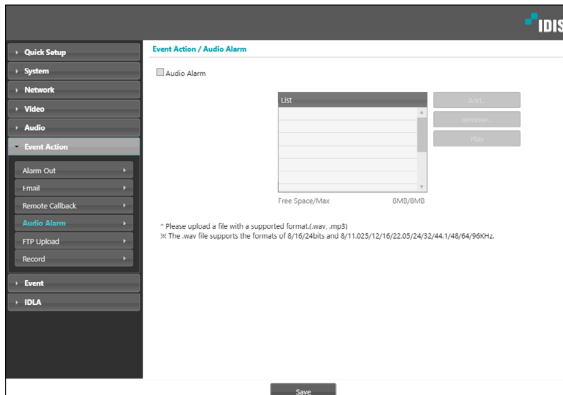 IDIS
Quick Setup
System
Network
Video
Audio
Event Action
Alarm Out
Email
Remote Callback
Audio Alarm
FTP Upload
Record
Event
IDLA
Event Action / Audio Alarm
Audio Alarm
List
Add...
Remove
Play
Free Space/Max 0MB/8MB
* Please upload a file with a supported format.(.wav, .mp3)
※ The .wav file supports the formats of 8/16/24bits and 8/11.025/12/16/22.05/24/32/44.1/48/64/96KHz.
Save